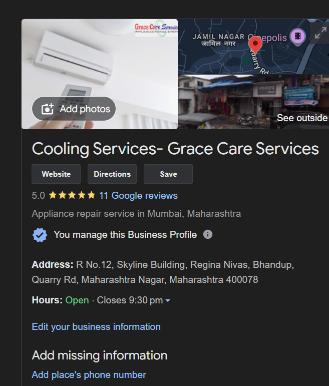 Grace Care Services
JAMIL NAGAR
जामिल नगर
Cinepolis
Quarry Rd
Add photos
See outside
Cooling Services- Grace Care Services
Website
Directions
Save
5.0 ★★★★★ 11 Google reviews
Appliance repair service in Mumbai, Maharashtra
You manage this Business Profile
Address: R No.12, Skyline Building, Regina Nivas, Bhandup,
Quarry Rd, Maharashtra Nagar, Maharashtra 400078
Hours: Open · Closes 9:30 pm
Edit your business information
Add missing information
Add place's phone number